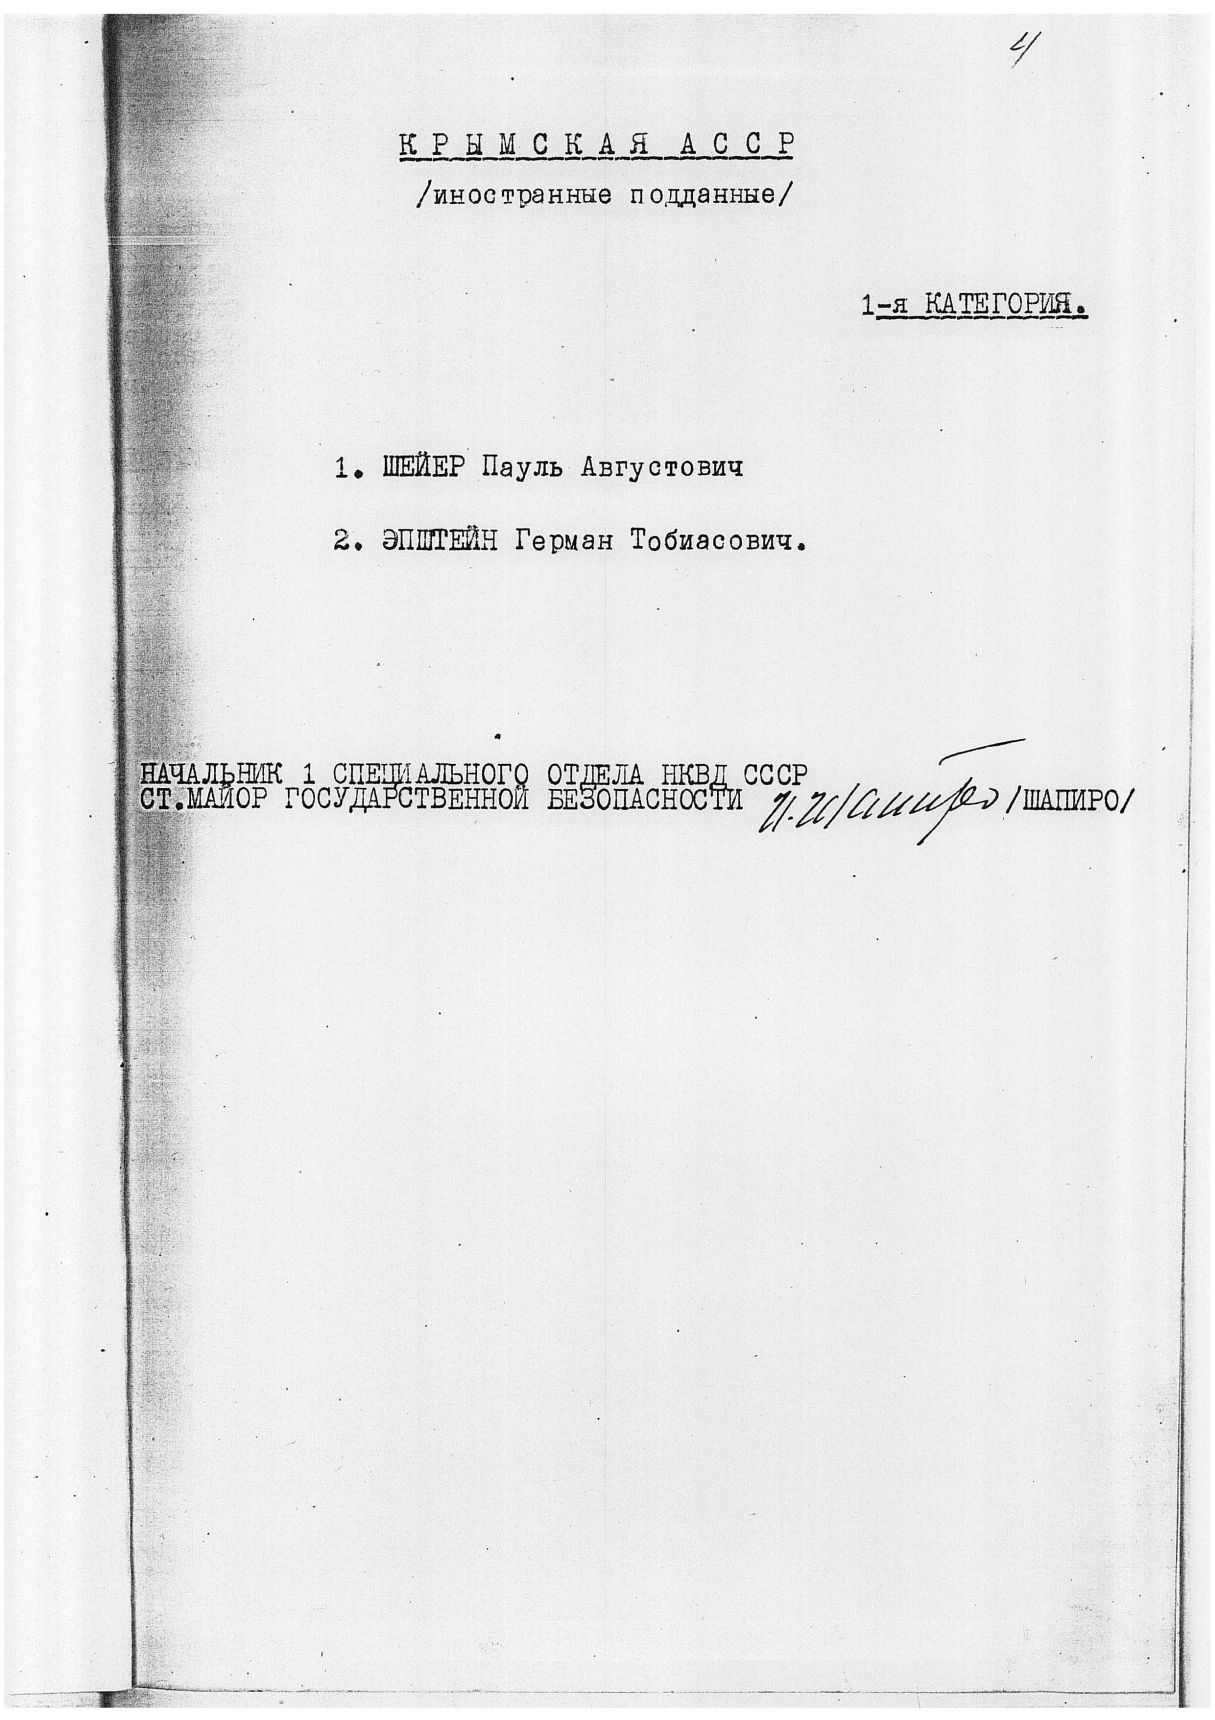 4
КРЫМСКАЯ АССР
/иностранные подданные/
1-я КАТЕГОРИЯ.
1. ШЕЙЕР Пауль Августович
2. ЭПШТЕЙН Герман Тобиасович.
НАЧАЛЬНИК 1 СПЕЦИАЛЬНОГО ОТДЕЛА НКВД СССР
СТ.МАЙОР ГОСУДАРСТВЕННОЙ БЕЗОПАСНОСТИ И.Шапиро /ШАПИРО/